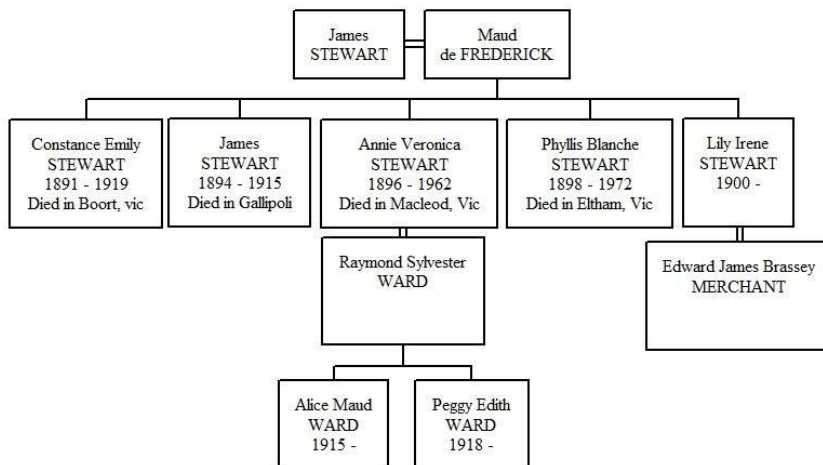 James
STEWART
Maud
de FREDERICK
Constance Emily
STEWART
1891 - 1919
Died in Boort, vic
James
STEWART
1894 - 1915
Died in Gallipoli
Annie Veronica
STEWART
1896 - 1962
Died in Macleod, Vic
Phyllis Blanche
STEWART
1898 - 1972
Died in Eltham, Vic
Lily Irene
STEWART
1900 -
Raymond Sylvester
WARD
Edward James Brassey
MERCHANT
Alice Maud
WARD
1915 -
Peggy Edith
WARD
1918 -